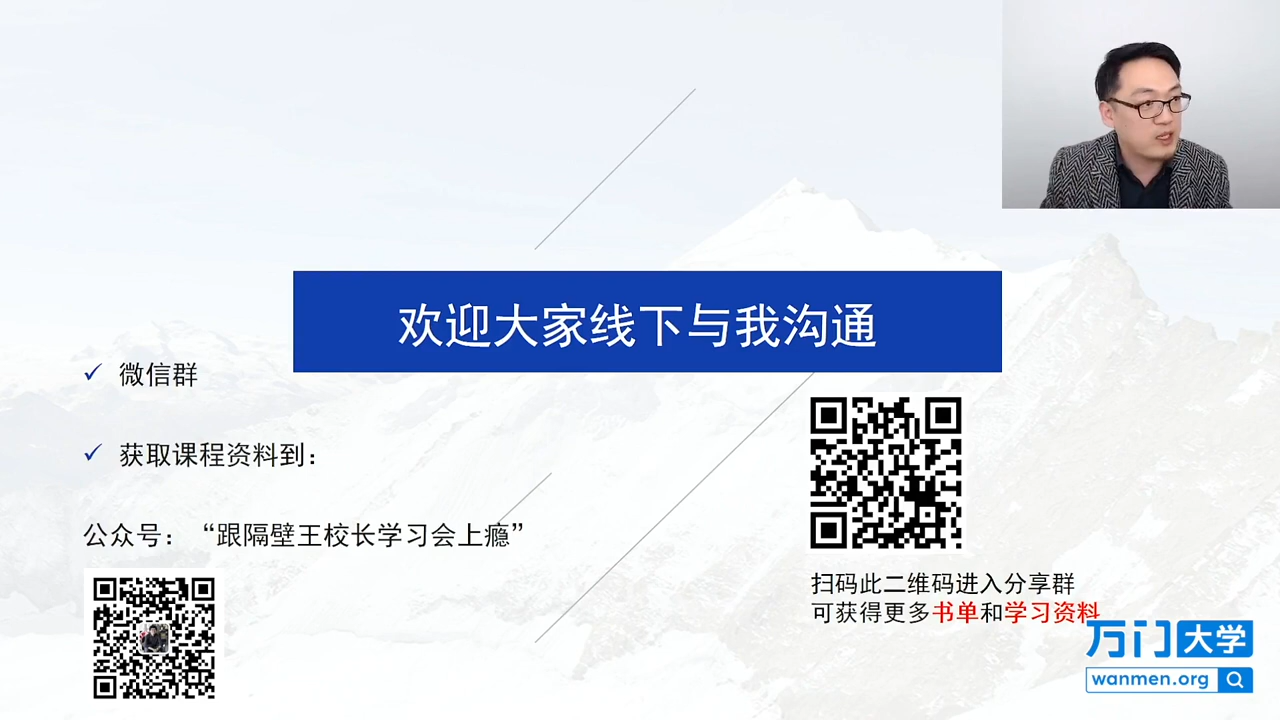 欢迎大家线下与我沟通
✓ 微信群
✓ 获取课程资料到：
公众号：“跟隔壁王校长学习会上瘾”
扫码此二维码进入分享群
可获得更多书单和学习资料
万门大学
wanmen.org